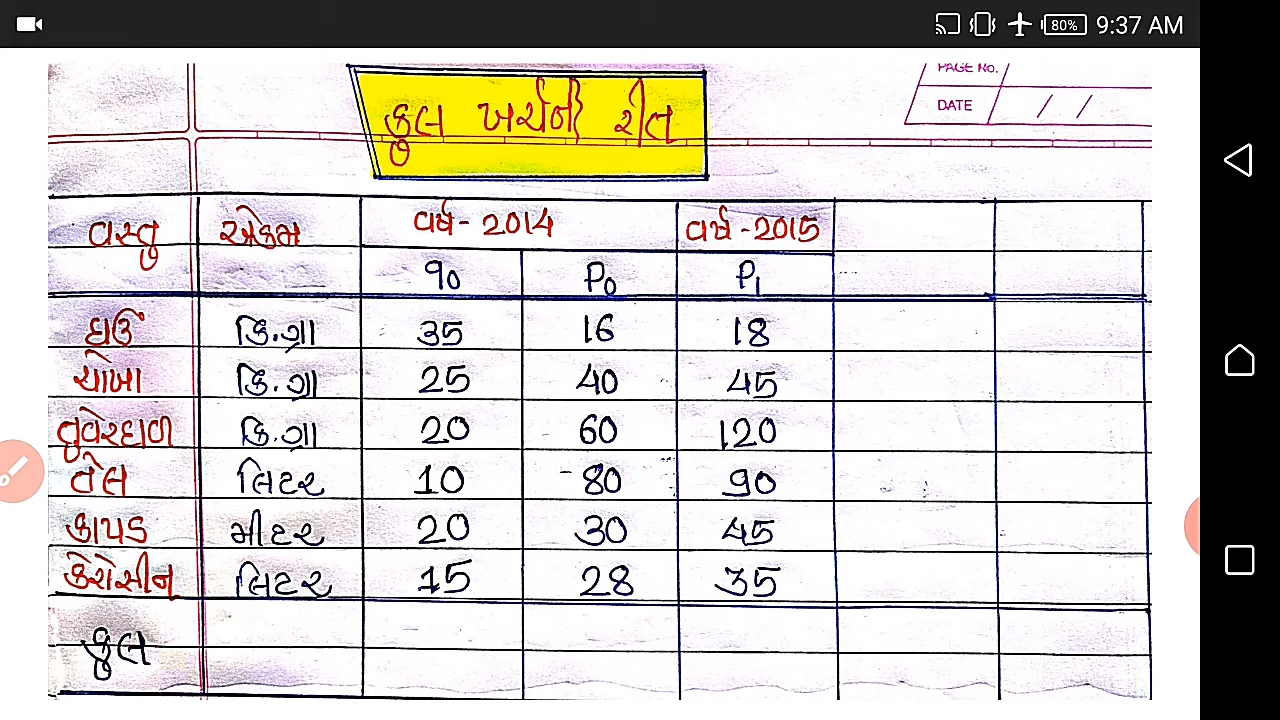 80% 9:37 AM
PAGE No.
DATE / /
કુલ ખર્ચની રીત
વસ્તુ એકમ વર્ષ-2014 વર્ષ-2015
q0 P0 P1
ઘઉં કિ.ગ્રા 35 16 18
ચોખા કિ.ગ્રા 25 40 45
તુવેરદાળ કિ.ગ્રા 20 60 120
તેલ લિટર 10 80 90
કાપડ મીટર 20 30 45
કેરોસીન લિટર 15 28 35
કુલ